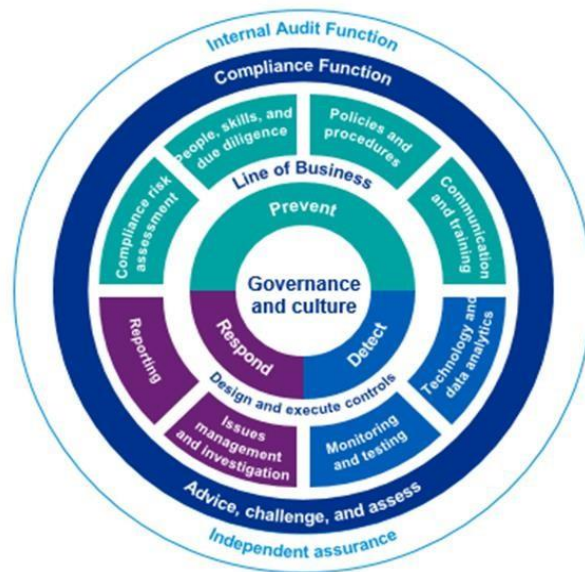 Internal Audit Function
Compliance Function
People, skills, and
due diligence
Policies and
procedures
Line of Business
Compliance risk
assessment
Communication
and training
Prevent
Governance
and culture
Respond
Detect
Reporting
Technology and
data analytics
Design and execute controls
Issues
management
and investigation
Monitoring
and testing
Advice, challenge, and assess
Independent assurance